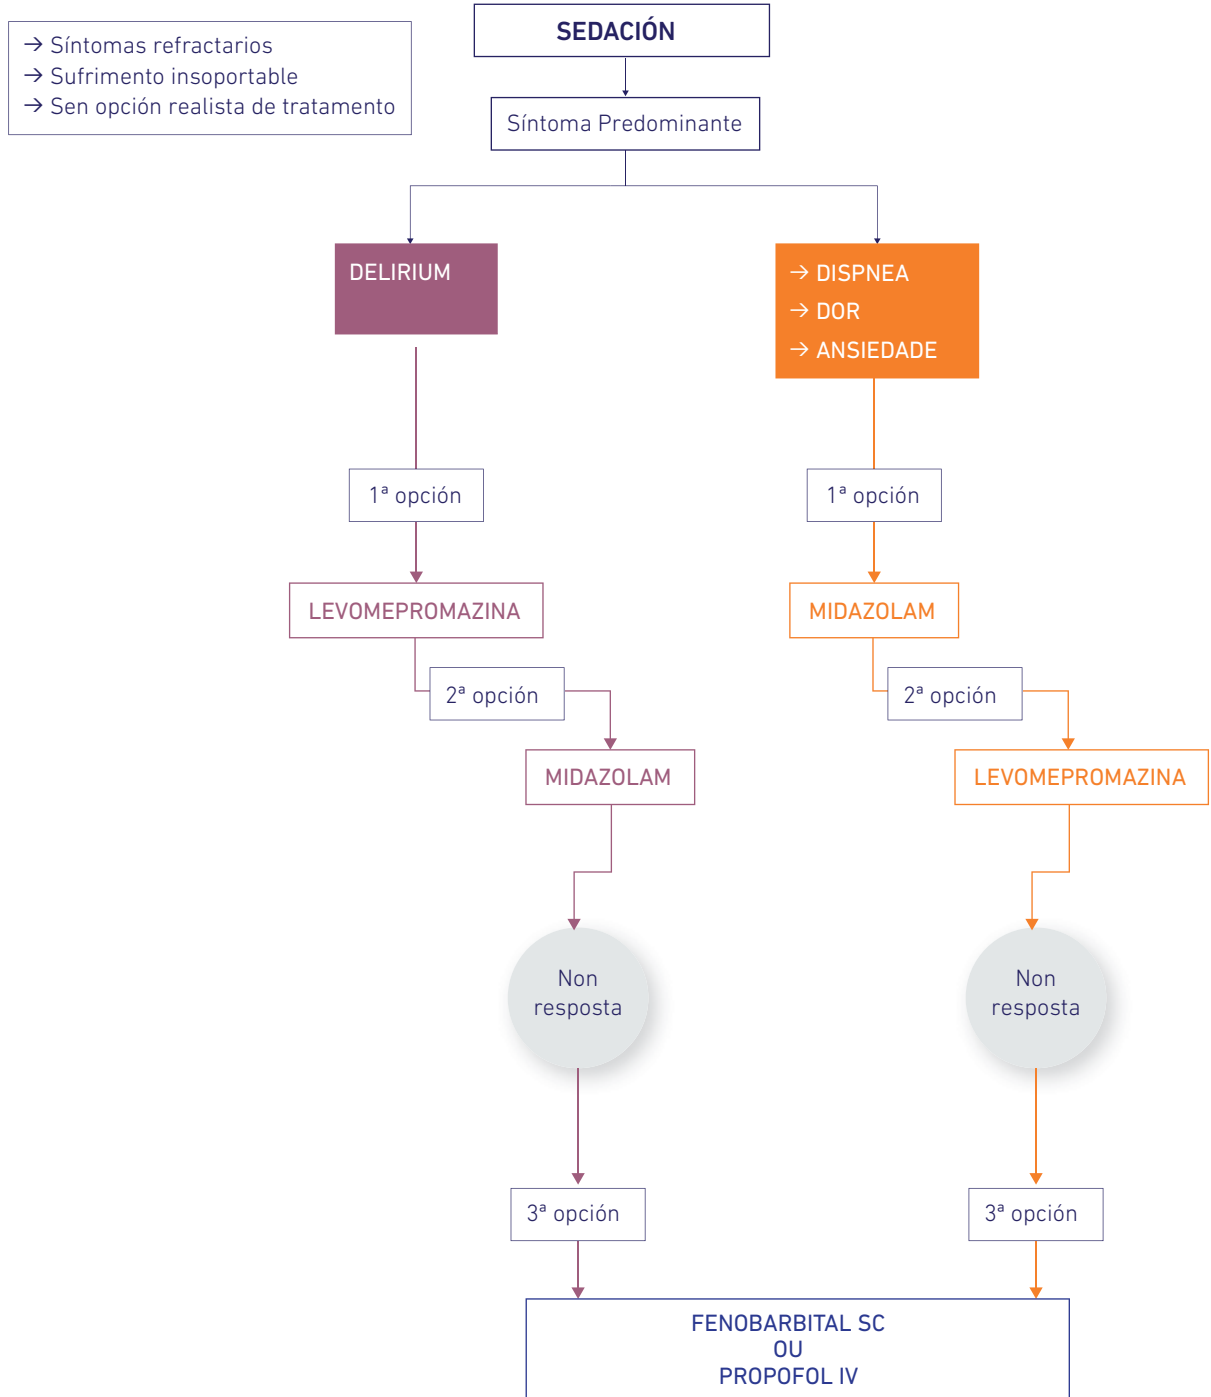 → Síntomas refractarios
→ Sufrimento insoportable
→ Sen opción realista de tratamento
SEDACIÓN
Síntoma Predominante
DELIRIUM
→ DISPNEA
→ DOR
→ ANSIEDADE
1ª opción
1ª opción
LEVOMEPROMAZINA
MIDAZOLAM
2ª opción
2ª opción
MIDAZOLAM
LEVOMEPROMAZINA
Non
resposta
Non
resposta
3ª opción
3ª opción
FENOBARBITAL SC
OU
PROPOFOL IV